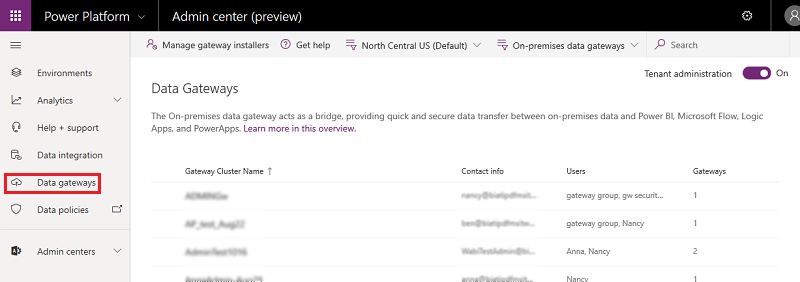 Power Platform
Admin center (preview)
Manage gateway installers
Get help
North Central US (Default)
On-premises data gateways
Search
Environments
Analytics
Help + support
Data integration
Data gateways
Data policies
Admin centers
Tenant administration
On
Data Gateways
The On-premises data gateway acts as a bridge, providing quick and secure data transfer between on-premises data and Power BI, Microsoft Flow, Logic
Apps, and PowerApps. Learn more in this overview.
Gateway Cluster Name ↑
Contact info
Users
Gateways
gateway group, gw securit...
1
gateway group, Nancy
1
Anna, Nancy
2
Nancy
1